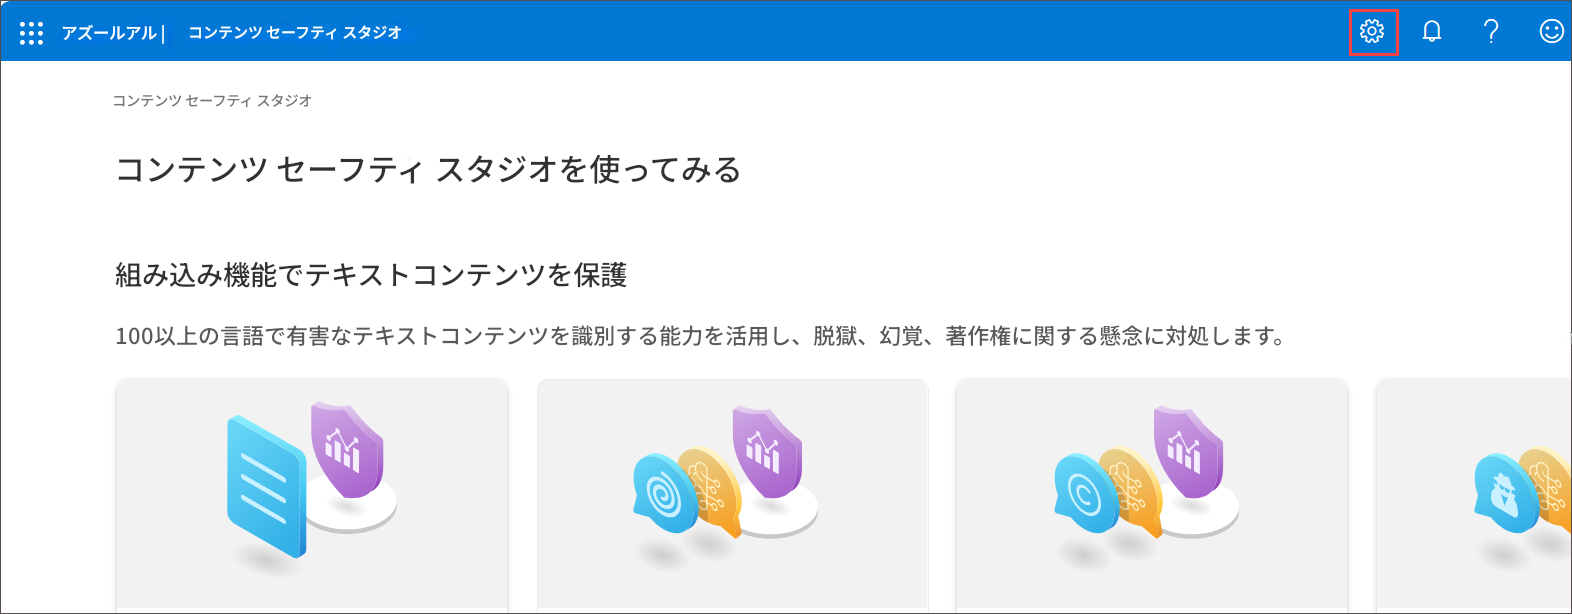 アズールアル | コンテンツ セーフティ スタジオ
コンテンツ セーフティ スタジオ
コンテンツ セーフティ スタジオを使ってみる
組み込み機能でテキストコンテンツを保護
100以上の言語で有害なテキストコンテンツを識別する能力を活用し、脱獄、幻覚、著作権に関する懸念に対処します。